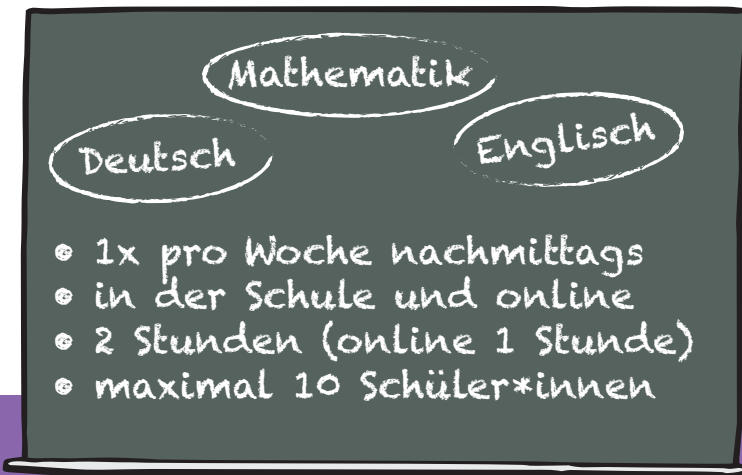 Mathematik
Deutsch
Englisch
• 1x pro Woche nachmittags
• in der Schule und online
• 2 Stunden (online 1 Stunde)
• maximal 10 Schüler*innen